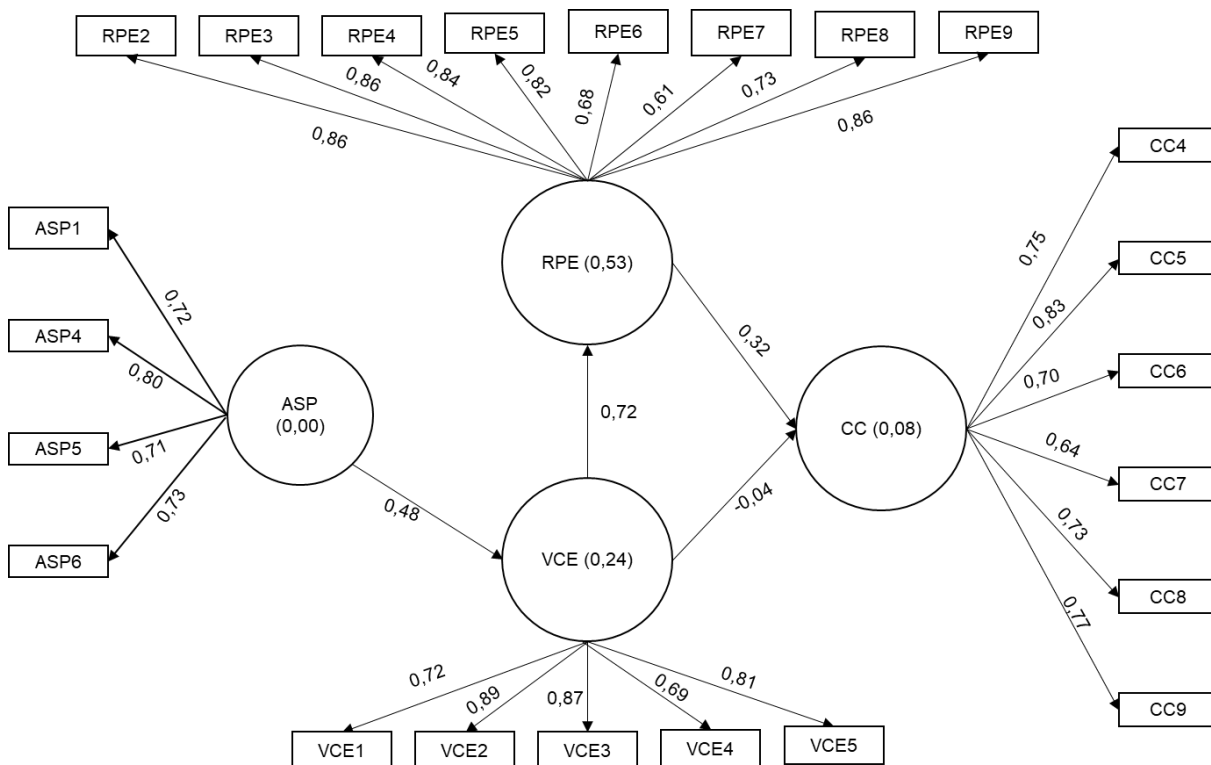 RPE2
RPE3
RPE4
RPE5
RPE6
RPE7
RPE8
RPE9
0,86
0,86
0,84
0,82
0,68
0,61
0,73
0,86
CC4
CC5
CC6
CC7
CC8
CC9
0,75
0,83
0,70
0,64
0,73
0,77
ASP1
ASP4
ASP5
ASP6
0,72
0,80
0,71
0,73
RPE (0,53)
ASP
(0,00)
CC (0,08)
VCE (0,24)
0,32
0,72
0,48
-0,04
0,72
0,89
0,87
0,69
0,81
VCE1
VCE2
VCE3
VCE4
VCE5